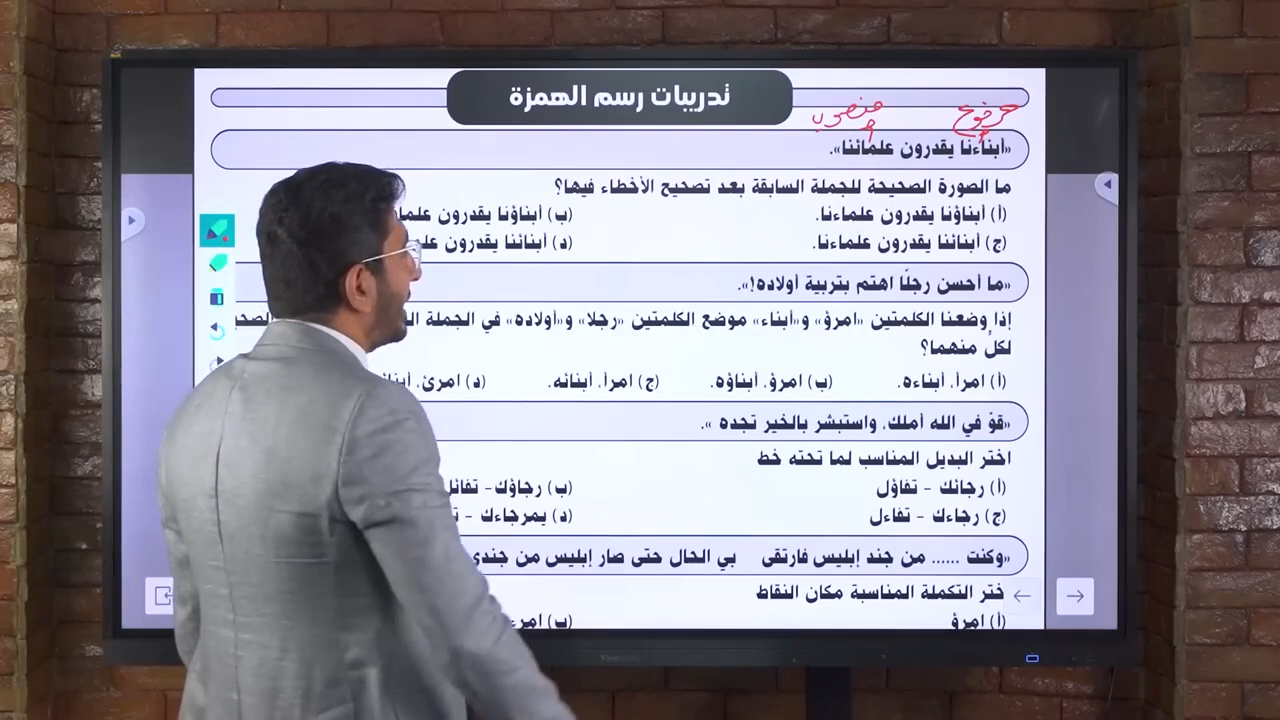 تدريبات رسم الهمزة
مرفوع منصوب
«أبناءنا يقدرون علمائنا».
ما الصورة الصحيحة للجملة السابقة بعد تصحيح الأخطاء فيها؟
(أ) أبناؤنا يقدرون علماءنا. (ب) أبناؤنا يقدرون
(ج) أبنائنا يقدرون علماءنا. (د) أبنائنا يقدرون
«ما أحسن رجلًا اهتم بتربية أولاده!».
إذا وضعنا الكلمتين «امرؤ» و«أبناء» موضع الكلمتين «رجلا» و«أولاده» في الجملة
لكلٍ منهما؟
(أ) امرأ، أبناءه. (ب) امرؤ، أبناؤه. (ج) امرأ، أبنائه. (د) امرئ،
«قوّ في الله أملك، واستبشر بالخير تجده ».
اختر البديل المناسب لما تحته خط
(أ) رجائك - تفاؤل (ب) رجاؤك-
(ج) رجاءك - تفاءل (د) يمرجاءك -
«وكنت ...... من جند إبليس فارتقى بي الحال حتى صار إبليس من جندي
ختر التكملة المناسبة مكان النقاط
(أ) امرؤ (ب)